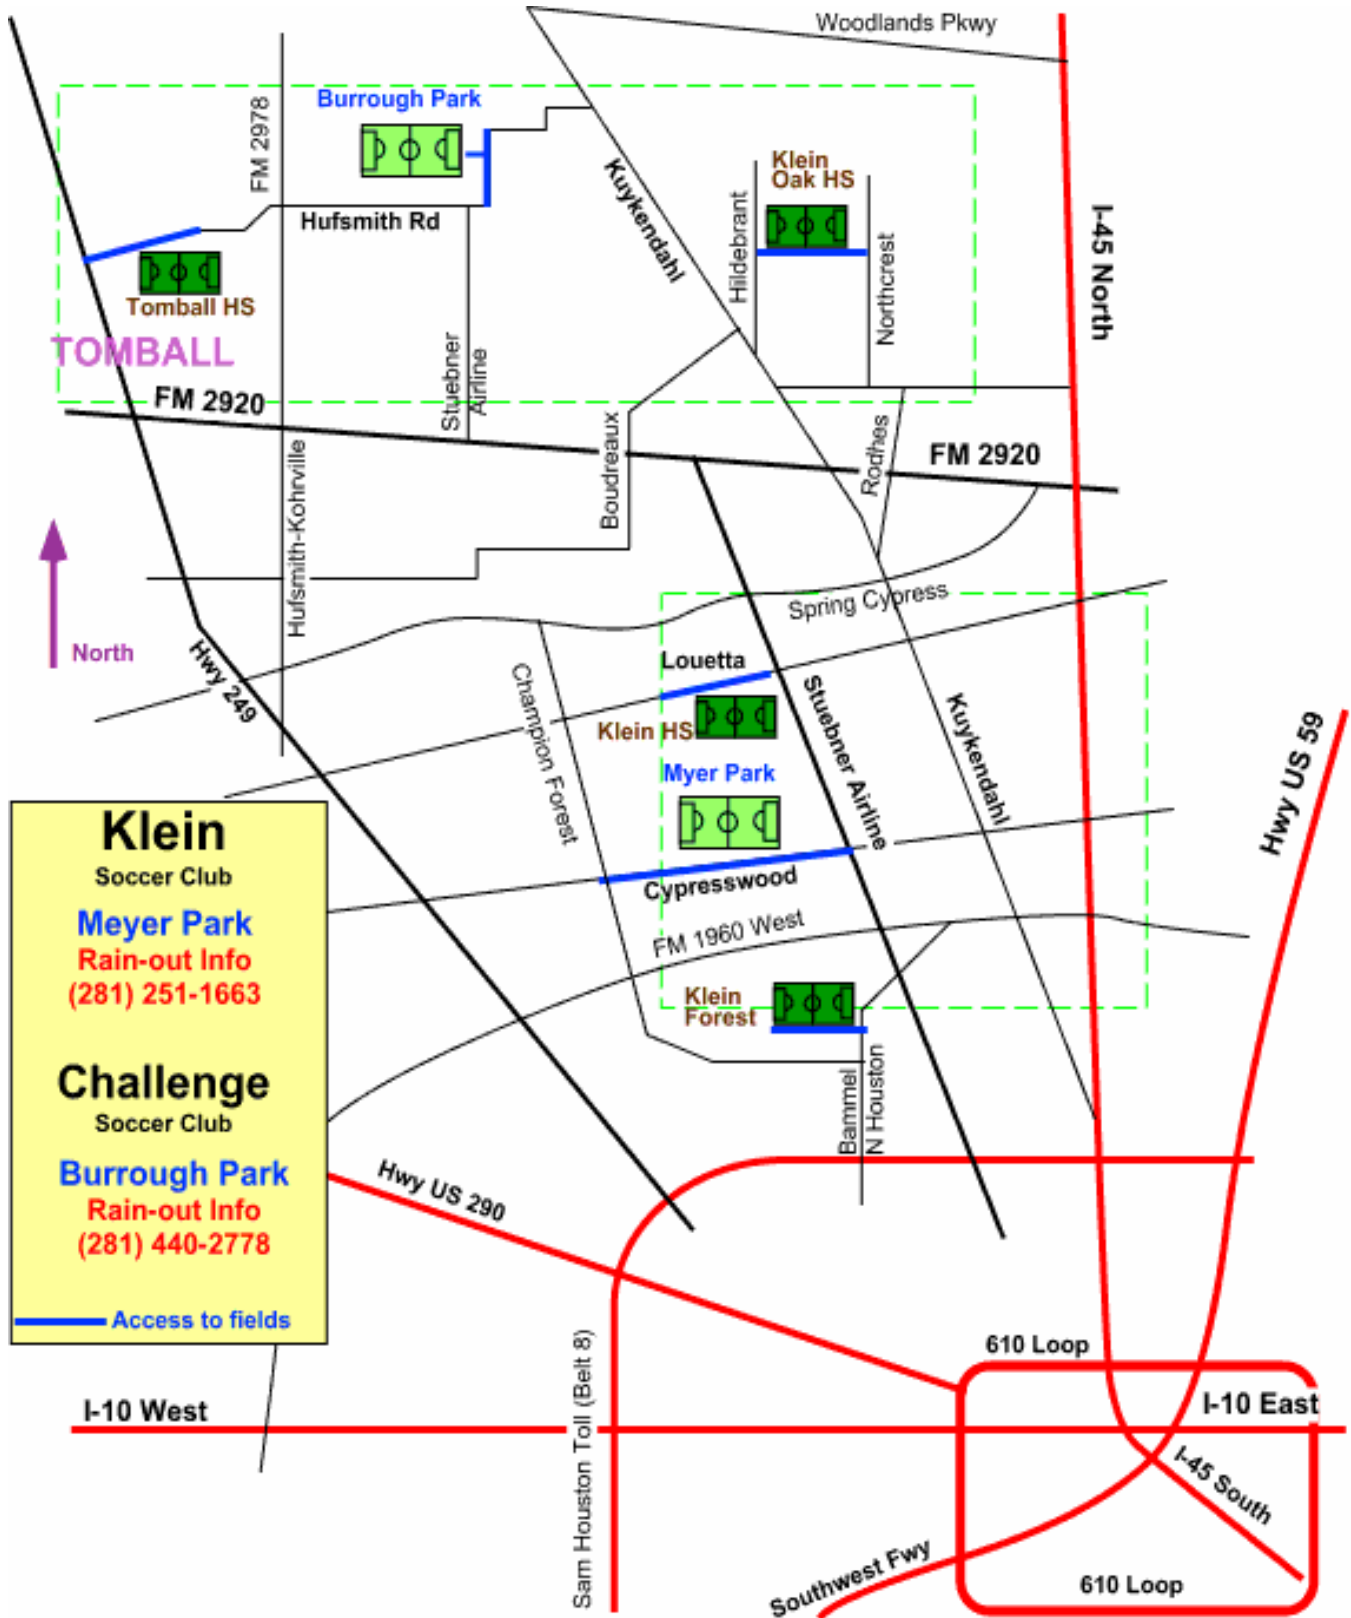 Woodlands Pkwy
Burrough Park
FM 2978
Klein
Oak HS
Kuykendahl
Hildebrant
Northcrest
I-45 North
Hufsmith Rd
Tomball HS
TOMBALL
Stuebner
Airline
FM 2920
Boudreaux
Rodhes
FM 2920
Hufsmith-Kohrville
North
Hwy 249
Spring Cypress
Louetta
Champion Forest
Klein HS
Stuebner Airline
Kuykendahl
Hwy US 59
Myer Park
Cypresswood
FM 1960 West
Klein
Forest
Bammel
N Houston
Klein
Soccer Club
Meyer Park
Rain-out Info
(281) 251-1663
Challenge
Soccer Club
Burrough Park
Rain-out Info
(281) 440-2778
Access to fields
Hwy US 290
610 Loop
I-10 West
I-10 East
Sam Houston Toll (Belt 8)
I-45 South
Southwest Fwy
610 Loop